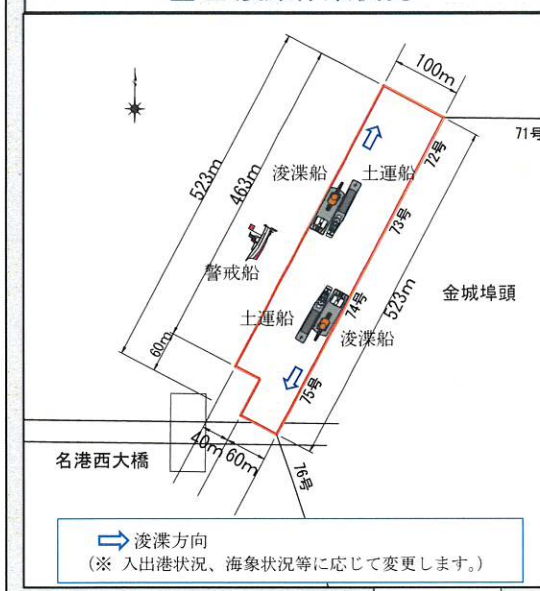 100m
71号
72号
浚渫船
土運船
523m
463m
73号
警戒船
金城埠頭
土運船
74号
523m
浚渫船
60m
75号
40m
60m
名港西大橋
76号
浚渫方向
(※ 入出港状況、海象状況等に応じて変更します。)